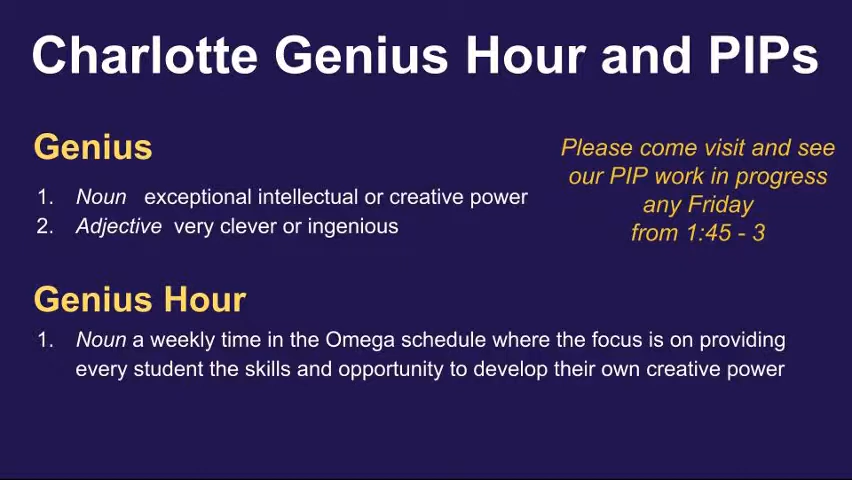 Charlotte Genius Hour and PIPs
Genius
1. Noun exceptional intellectual or creative power
2. Adjective very clever or ingenious
Please come visit and see
our PIP work in progress
any Friday
from 1:45 - 3
Genius Hour
1. Noun a weekly time in the Omega schedule where the focus is on providing
every student the skills and opportunity to develop their own creative power